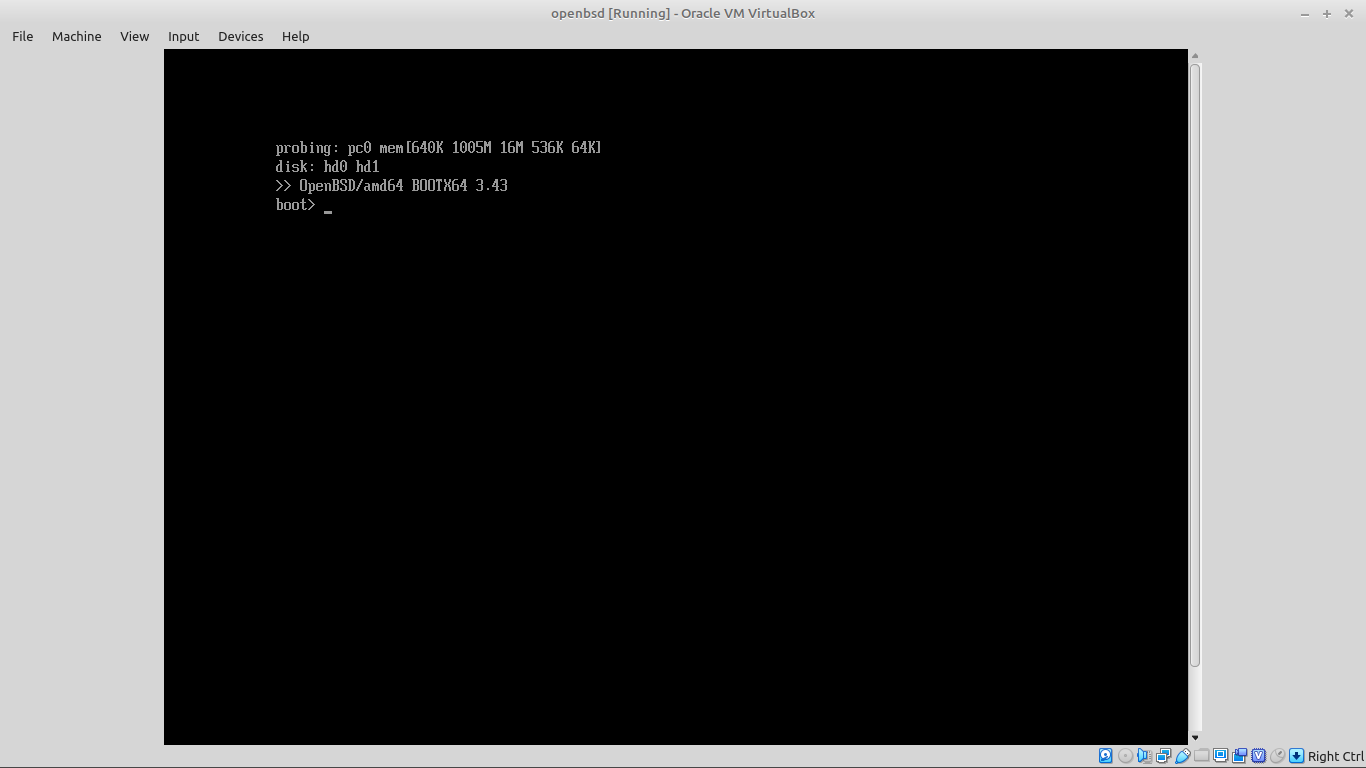 openbsd [Running] - Oracle VM VirtualBox
File Machine View Input Devices Help
probing: pc0 mem[640K 1005M 16M 536K 64K]
disk: hd0 hd1
>> OpenBSD/amd64 BOOTX64 3.43
boot> _
Right Ctrl